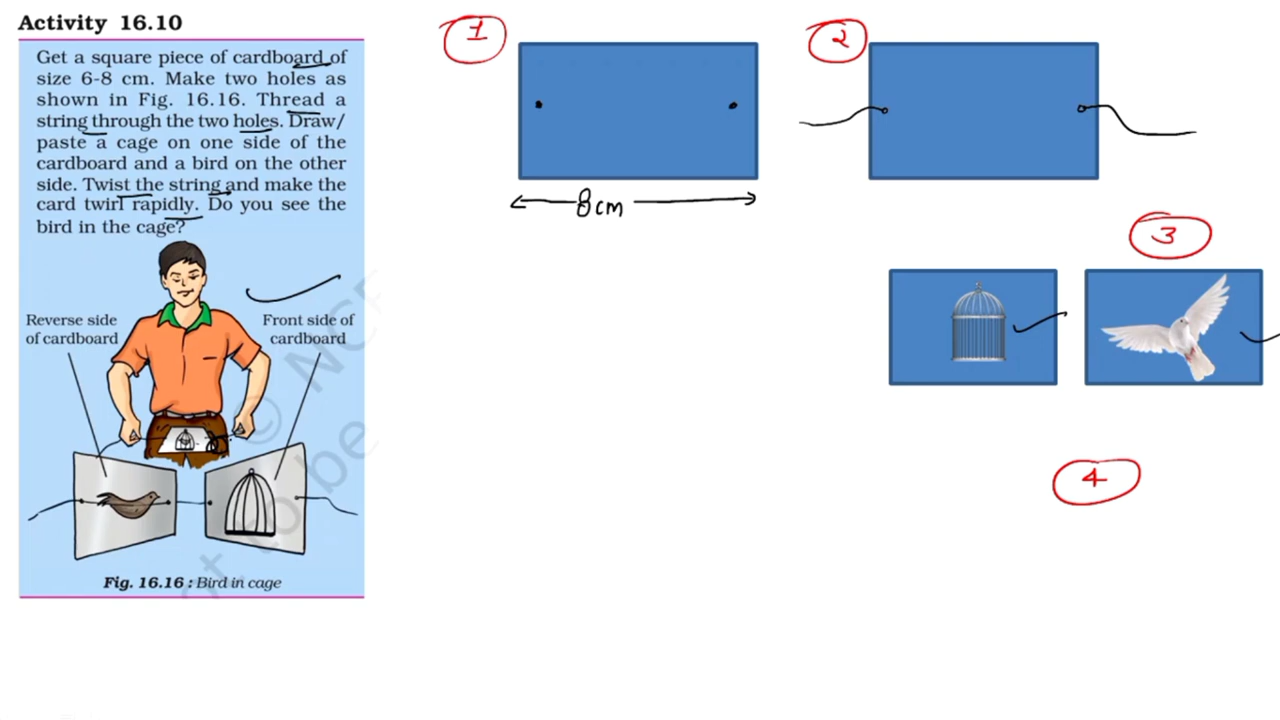 Activity 16.10
Get a square piece of cardboard of
size 6-8 cm. Make two holes as
shown in Fig. 16.16. Thread a
string through the two holes. Draw/
paste a cage on one side of the
cardboard and a bird on the other
side. Twist the string and make the
card twirl rapidly. Do you see the
bird in the cage?
Reverse side
of cardboard
Front side of
cardboard
Fig. 16.16 : Bird in cage
1
8cm
2
3
4